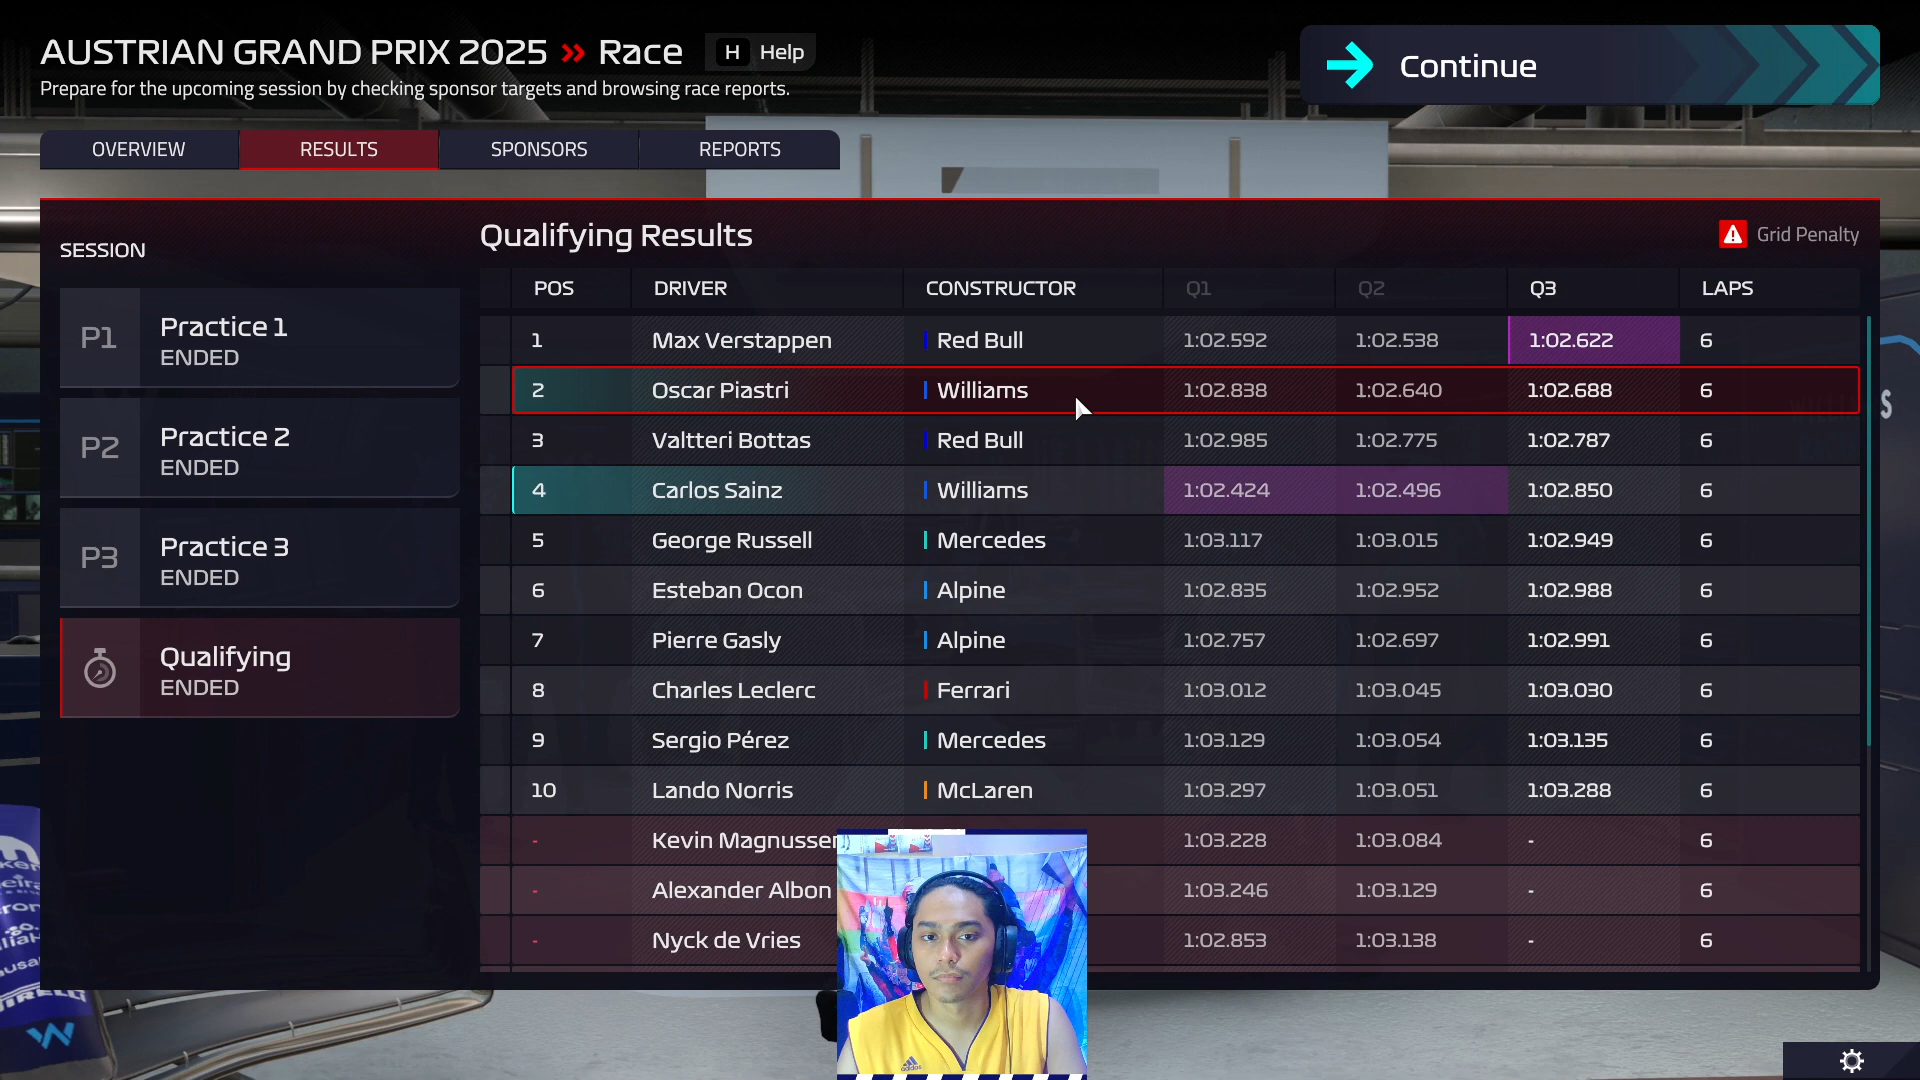 AUSTRIAN GRAND PRIX 2025 » Race H Help
Prepare for the upcoming session by checking sponsor targets and browsing race reports.
Continue
OVERVIEW RESULTS SPONSORS REPORTS
SESSION
P1 Practice 1 ENDED
P2 Practice 2 ENDED
P3 Practice 3 ENDED
Qualifying ENDED
Qualifying Results
Grid Penalty
POS DRIVER CONSTRUCTOR Q1 Q2 Q3 LAPS
1 Max Verstappen Red Bull 1:02.592 1:02.538 1:02.622 6
2 Oscar Piastri Williams 1:02.838 1:02.640 1:02.688 6
3 Valtteri Bottas Red Bull 1:02.985 1:02.775 1:02.787 6
4 Carlos Sainz Williams 1:02.424 1:02.496 1:02.850 6
5 George Russell Mercedes 1:03.117 1:03.015 1:02.949 6
6 Esteban Ocon Alpine 1:02.835 1:02.952 1:02.988 6
7 Pierre Gasly Alpine 1:02.757 1:02.697 1:02.991 6
8 Charles Leclerc Ferrari 1:03.012 1:03.045 1:03.030 6
9 Sergio Pérez Mercedes 1:03.129 1:03.054 1:03.135 6
10 Lando Norris McLaren 1:03.297 1:03.051 1:03.288 6
- Kevin Magnussen 1:03.228 1:03.084 - 6
- Alexander Albon 1:03.246 1:03.129 - 6
- Nyck de Vries 1:02.853 1:03.138 - 6
adidas